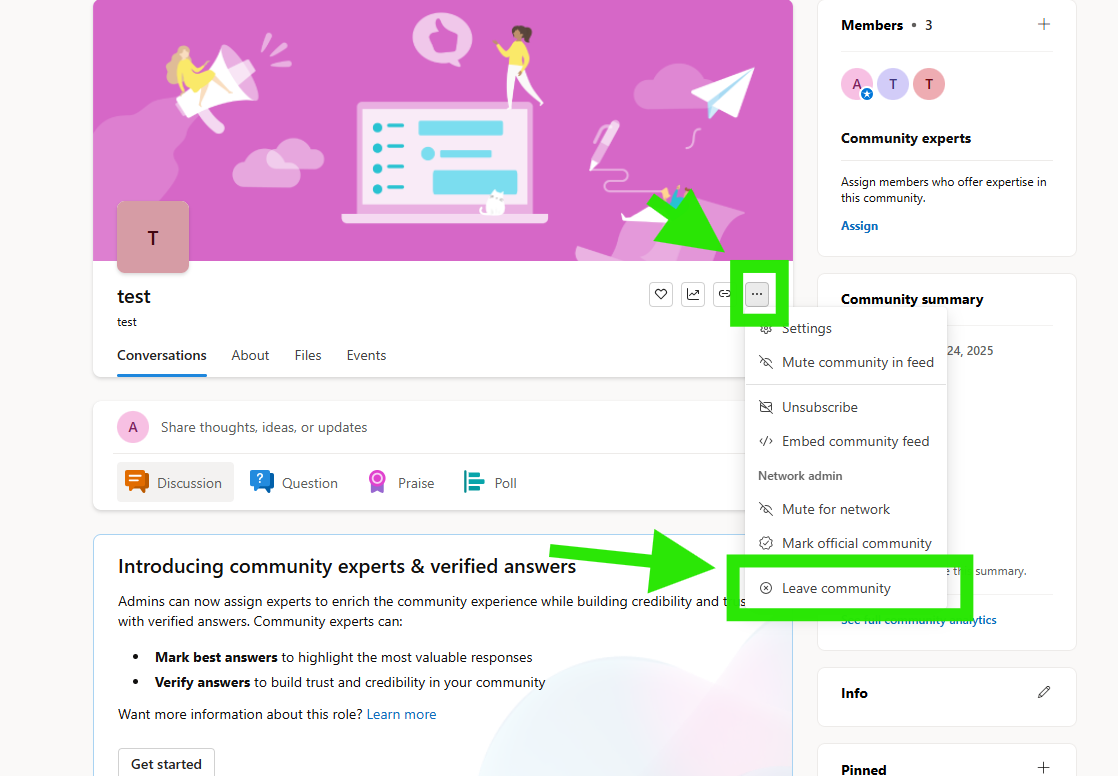 T
test
test
Conversations About Files Events
A Share thoughts, ideas, or updates
Discussion Question Praise Poll
Introducing community experts & verified answers
Admins can now assign experts to enrich the community experience while building credibility and
with verified answers. Community experts can:
• Mark best answers to highlight the most valuable responses
• Verify answers to build trust and credibility in your community
Want more information about this role? Learn more
Get started
Settings
Mute community in feed
Unsubscribe
Embed community feed
Network admin
Mute for network
Mark official community
Leave community
Members • 3
A T T
Community experts
Assign members who offer expertise in
this community.
Assign
Community summary
24, 2025
summary.
See full community analytics
Info
Pinned